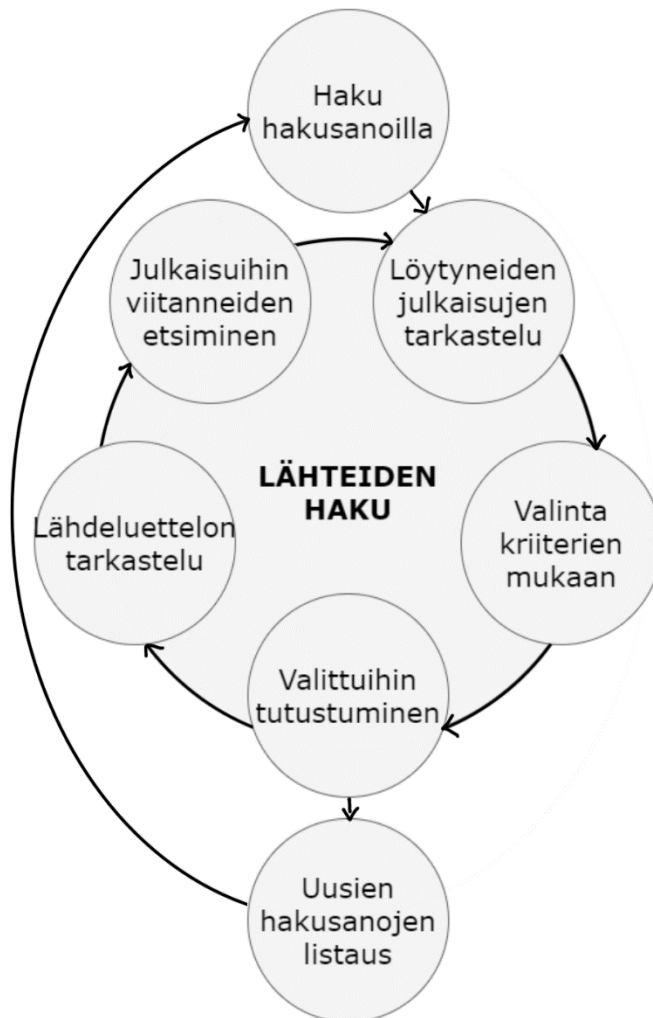 Haku
hakusanoilla
Julkaisuihin
viitanneiden
etsiminen
Löytyneiden
julkaisujen
tarkastelu
LÄHTEIDEN
HAKU
Lähdeluettelon
tarkastelu
Valinta
kriiterien
mukaan
Valittuihin
tutustuminen
Uusien
hakusanojen
listaus